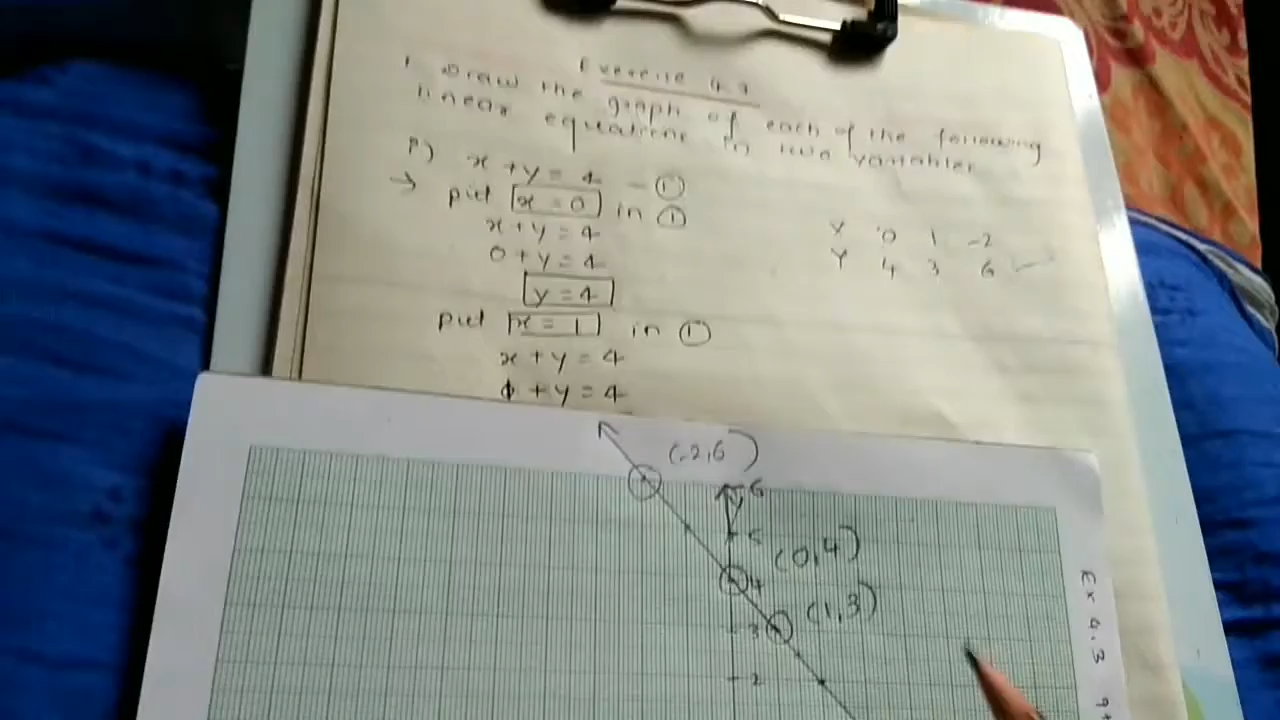 Exercise 4.3
1 Draw the graph of each of the following
linear equations in two variables
i) x + y = 4 - ①
→ put x = 0 in ①
x + y = 4
0 + y = 4
y = 4
put x = 1 in ①
x + y = 4
1 + y = 4
X 0 1 -2
Y 4 3 6
(-2,6)
6
Y
5
(0,4)
4
(1,3)
3
2
Ex 4.3